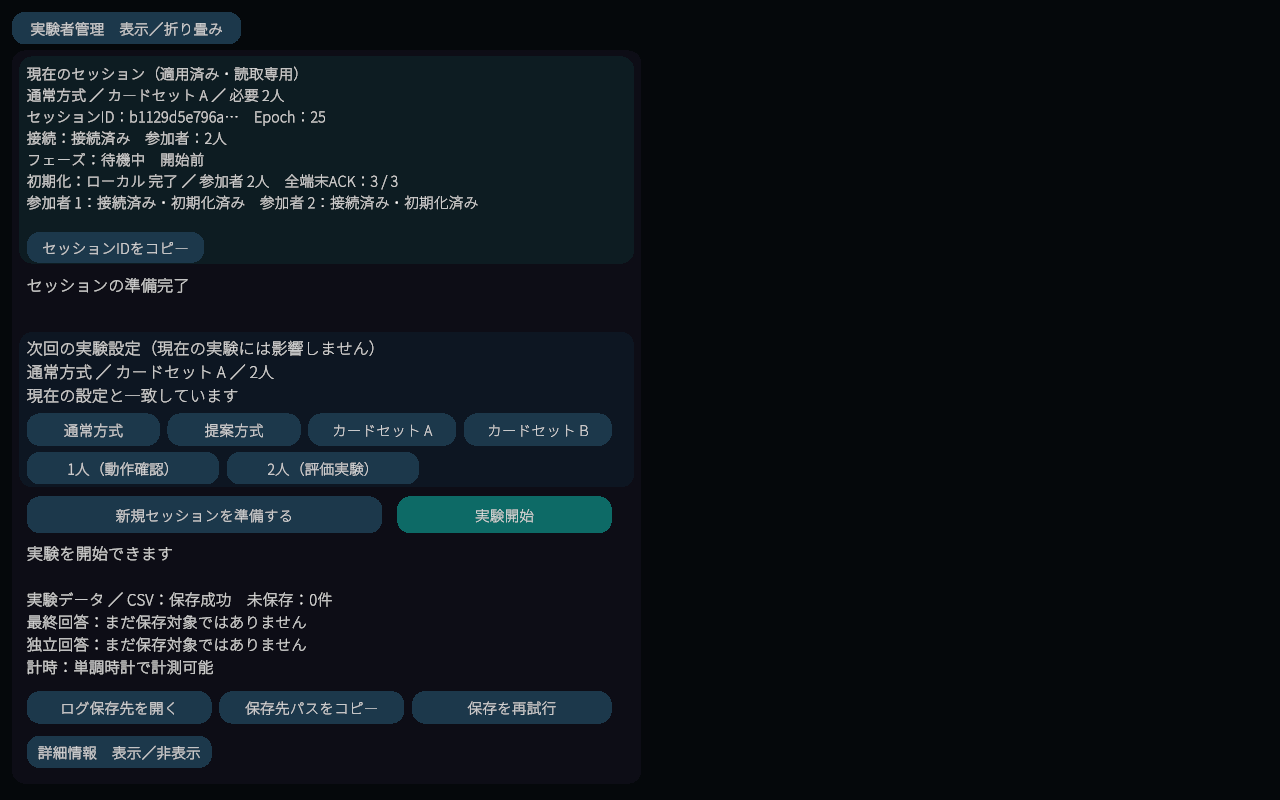 実験者管理　表示／折り畳み
現在のセッション（適用済み・読取専用）
通常方式 ／ カードセット A ／ 必要 2人
セッションID：b1129d5e796a…　Epoch：25
接続：接続済み　参加者：2人
フェーズ：待機中　開始前
初期化：ローカル 完了 ／ 参加者 2人　全端末ACK：3 / 3
参加者 1：接続済み・初期化済み　参加者 2：接続済み・初期化済み
セッションIDをコピー
セッションの準備完了
次回の実験設定（現在の実験には影響しません）
通常方式 ／ カードセット A ／ 2人
現在の設定と一致しています
通常方式　提案方式　カードセット A　カードセット B
1人（動作確認）　2人（評価実験）
新規セッションを準備する　実験開始
実験を開始できます
実験データ ／ CSV：保存成功　未保存：0件
最終回答：まだ保存対象ではありません
独立回答：まだ保存対象ではありません
計時：単調時計で計測可能
ログ保存先を開く　保存先パスをコピー　保存を再試行
詳細情報　表示／非表示